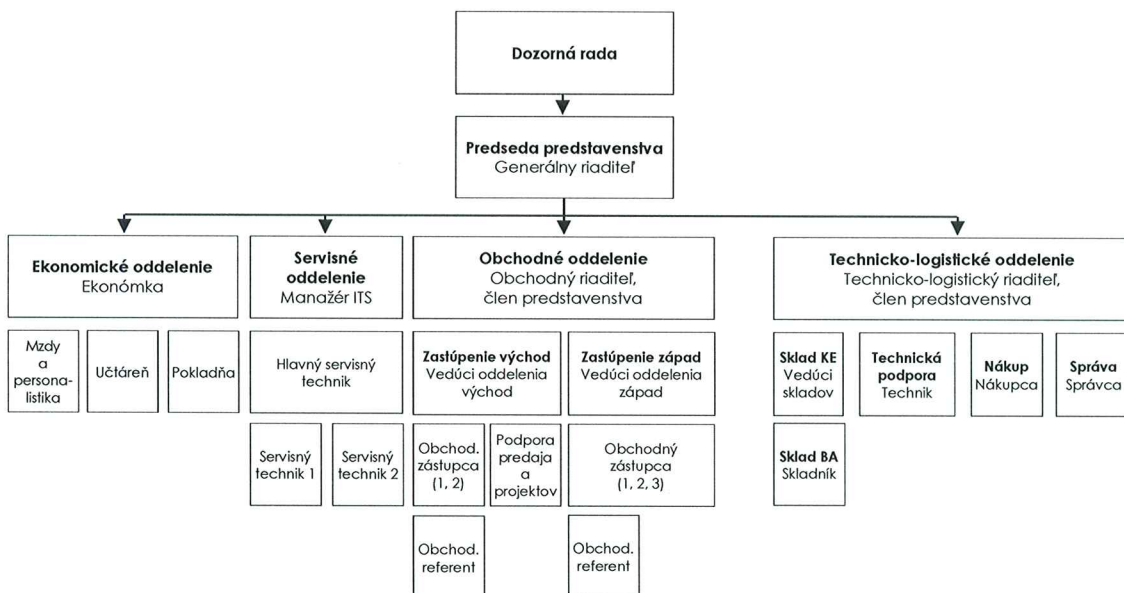 Dozorná rada
Predseda predstavenstva
Generálny riaditeľ
Ekonomické oddelenie
Ekonómka
Servisné
oddelenie
Manažér ITS
Obchodné oddelenie
Obchodný riaditeľ,
člen predstavenstva
Technicko-logistické oddelenie
Technicko-logistický riaditeľ,
člen predstavenstva
Mzdy
a
persona-
listika
Učtáreň
Pokladňa
Hlavný servisný
technik
Zastúpenie východ
Vedúci oddelenia
východ
Zastúpenie západ
Vedúci oddelenia
západ
Sklad KE
Vedúci
skladov
Technická
podpora
Technik
Nákup
Nákupca
Správa
Správca
Servisný
technik 1
Servisný
technik 2
Obchod.
zástupca
(1, 2)
Podpora
predaja
a
projektov
Obchodný
zástupca
(1, 2, 3)
Sklad BA
Skladník
Obchod.
referent
Obchod.
referent